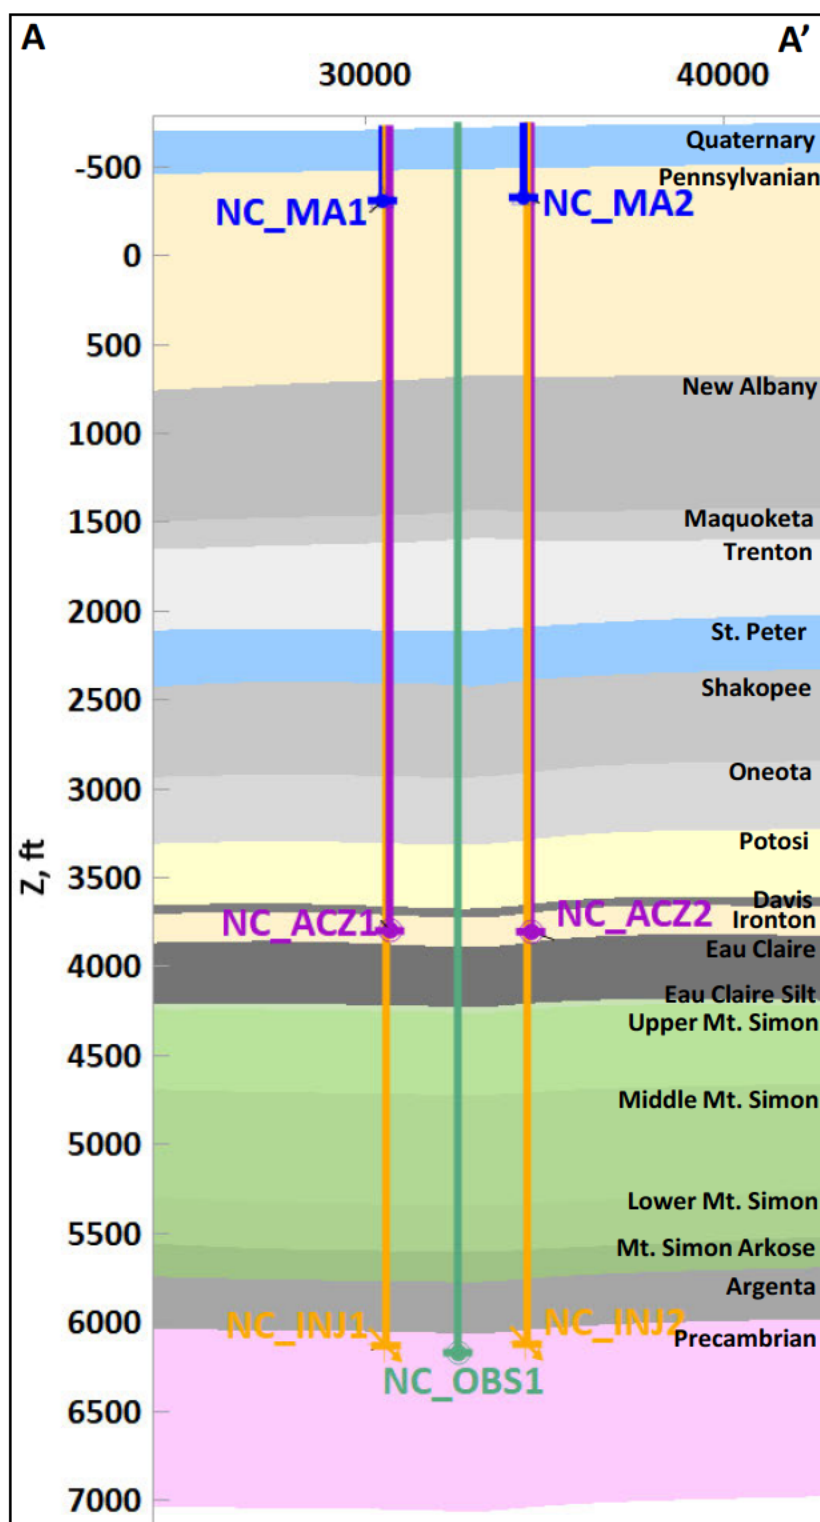 A A’
30000 40000
Quaternary
-500
Pennsylvanian
NC_MA1 NC_MA2
0
500
New Albany
1000
1500
Maquoketa
Trenton
2000
St. Peter
2500
Shakopee
Oneota
3000
Potosi
Z, ft
3500
Davis
NC_ACZ1 NC_ACZ2
Ironton
Eau Claire
4000
Eau Claire Silt
Upper Mt. Simon
4500
Middle Mt. Simon
5000
Lower Mt. Simon
5500
Mt. Simon Arkose
Argenta
6000
NC_INJ1 NC_INJ2
Precambrian
NC_OBS1
6500
7000